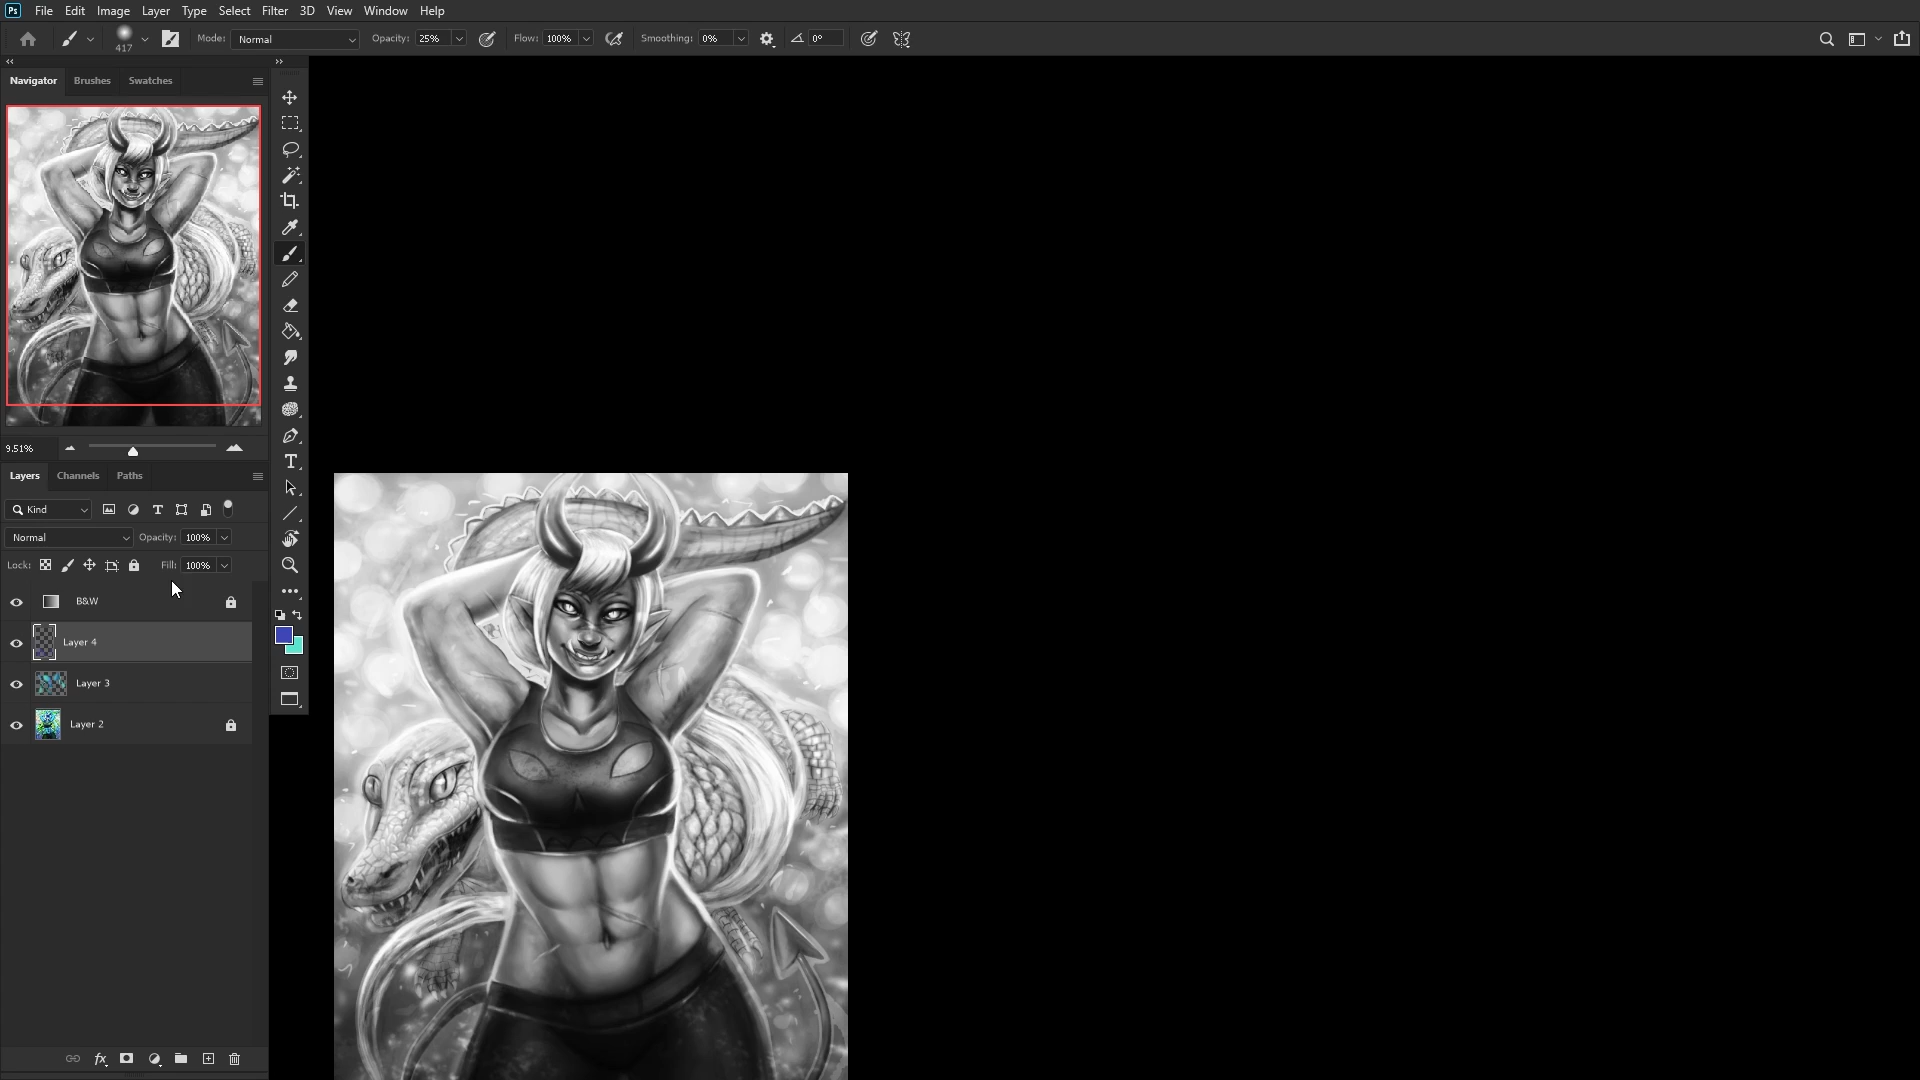 Ps File Edit Image Layer Type Select Filter 3D View Window Help
417 Mode: Normal Opacity: 25% Flow: 100% Smoothing: 0% 0°
Navigator Brushes Swatches
9.51%
Layers Channels Paths
Kind
Normal Opacity: 100%
Lock: Fill: 100%
B&W
Layer 4
Layer 3
Layer 2
fx